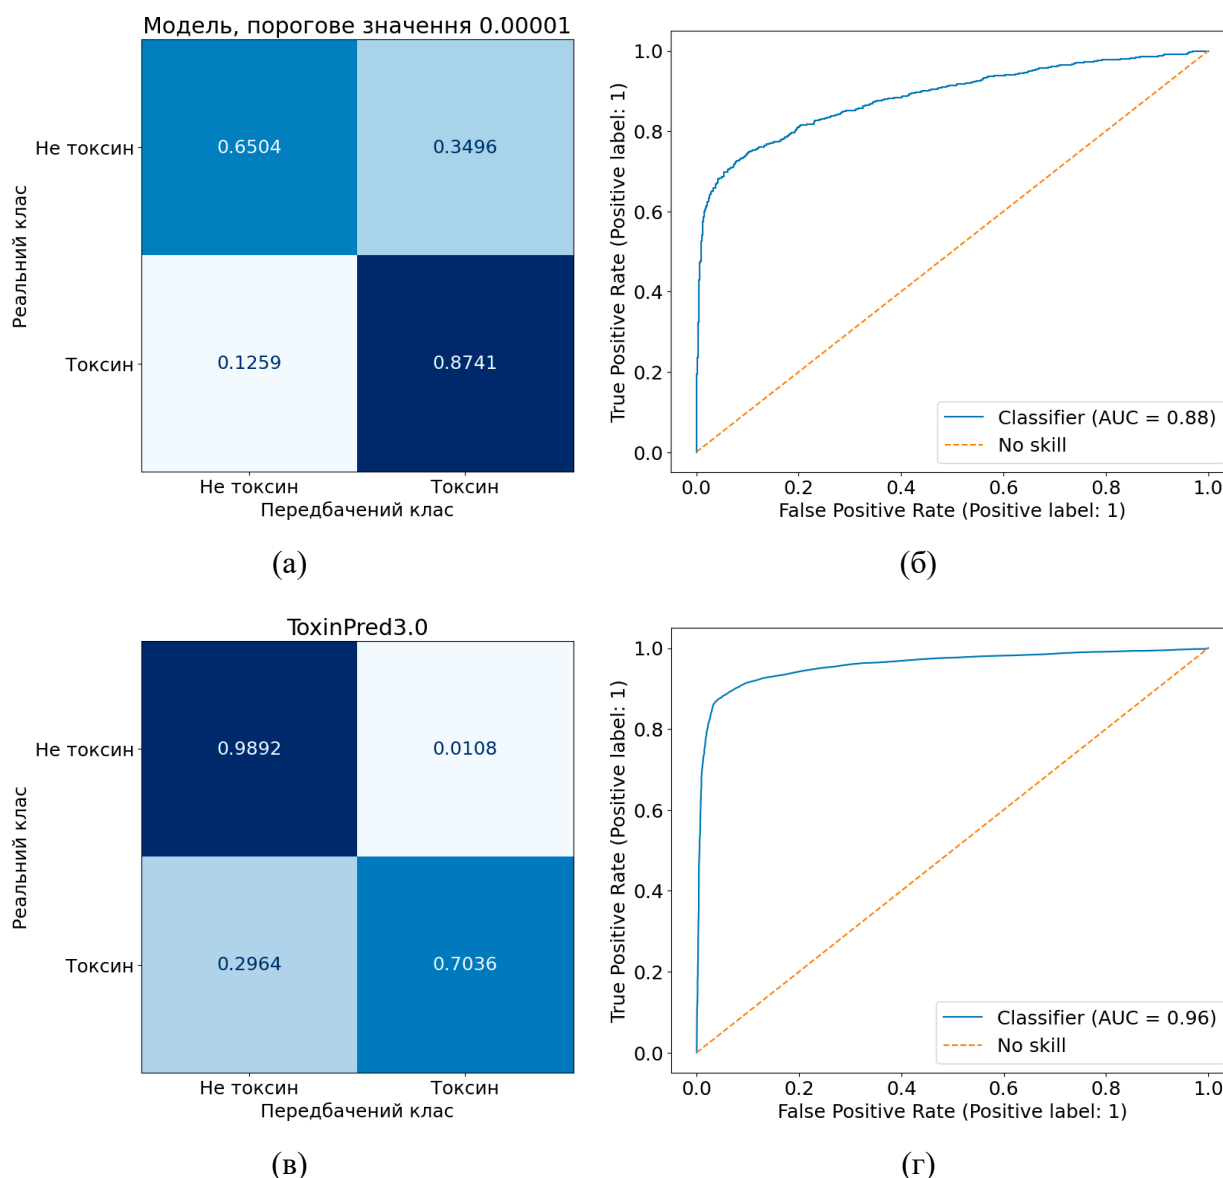 Модель, порогове значення 0.00001
Реальний клас
Не токсин
0.6504
0.3496
Токсин
0.1259
0.8741
Не токсин
Токсин
Передбачений клас
(а)
True Positive Rate (Positive label: 1)
1.0
0.8
0.6
0.4
0.2
0.0
Classifier (AUC = 0.88)
No skill
0.0
0.2
0.4
0.6
0.8
1.0
False Positive Rate (Positive label: 1)
(б)
ToxinPred3.0
Реальний клас
Не токсин
0.9892
0.0108
Токсин
0.2964
0.7036
Не токсин
Токсин
Передбачений клас
(в)
True Positive Rate (Positive label: 1)
1.0
0.8
0.6
0.4
0.2
0.0
Classifier (AUC = 0.96)
No skill
0.0
0.2
0.4
0.6
0.8
1.0
False Positive Rate (Positive label: 1)
(г)